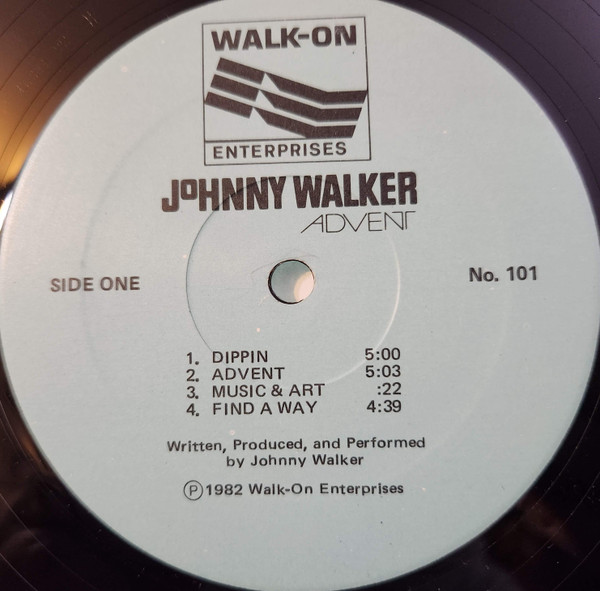 WALK-ON
ENTERPRISES
JOHNNY WALKER
ADVENT
SIDE ONE
No. 101
1. DIPPIN 5:00
2. ADVENT 5:03
3. MUSIC & ART :22
4. FIND A WAY 4:39
Written, Produced, and Performed
by Johnny Walker
Ⓟ1982 Walk-On Enterprises